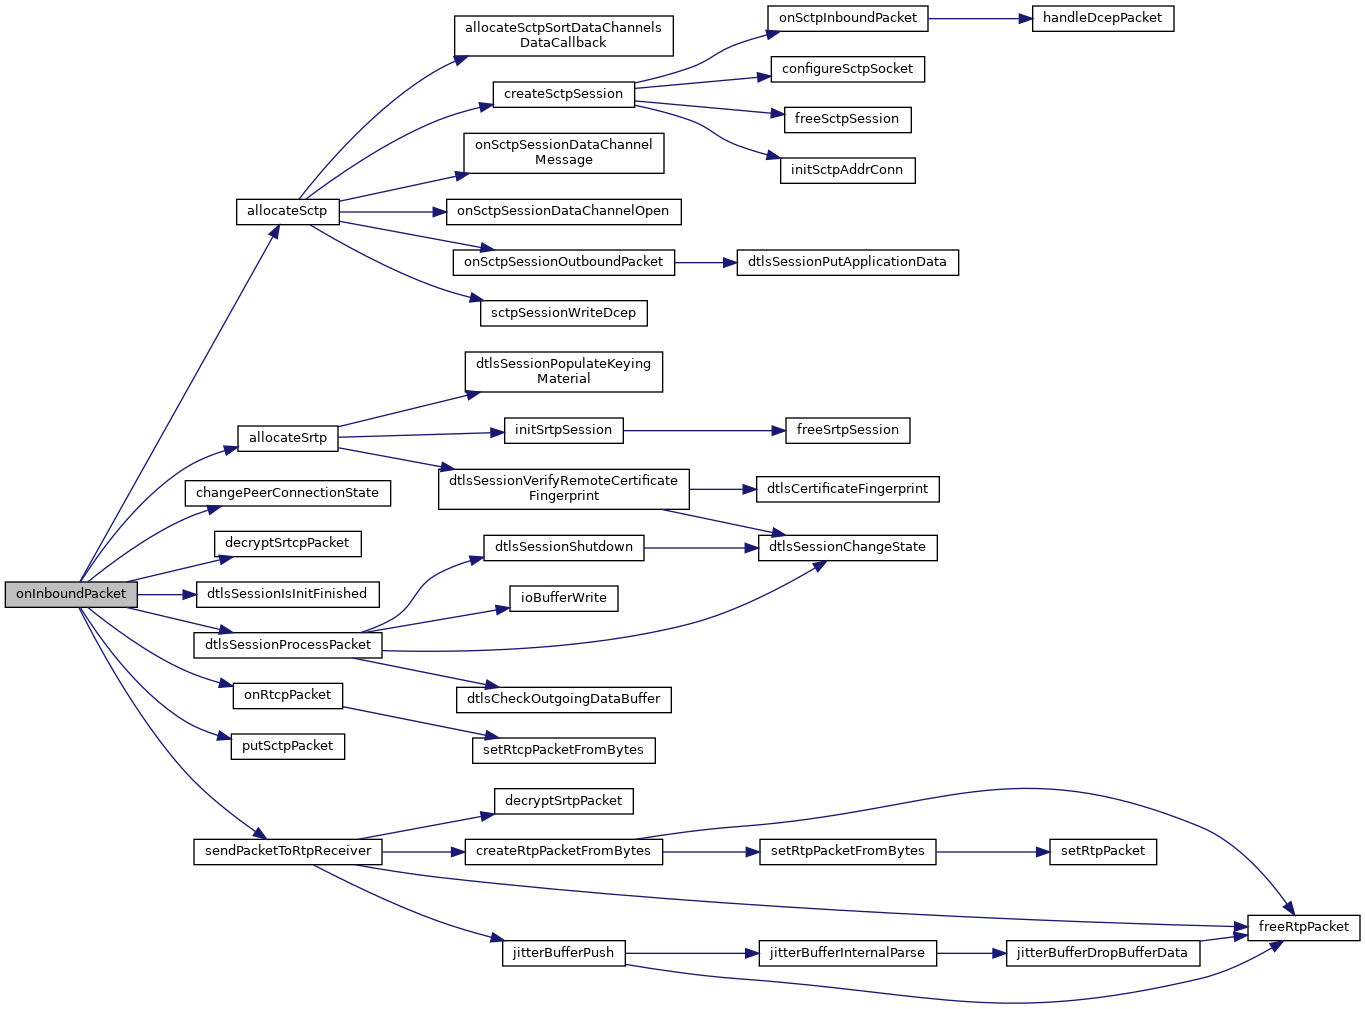 onInboundPacket
allocateSctp
allocateSctpSortDataChannels
DataCallback
createSctpSession
onSctpInboundPacket
handleDcepPacket
configureSctpSocket
freeSctpSession
initSctpAddrConn
onSctpSessionDataChannel
Message
onSctpSessionDataChannelOpen
onSctpSessionOutboundPacket
dtlsSessionPutApplicationData
sctpSessionWriteDcep
allocateSrtp
dtlsSessionPopulateKeying
Material
initSrtpSession
freeSrtpSession
dtlsSessionVerifyRemoteCertificate
Fingerprint
dtlsCertificateFingerprint
dtlsSessionChangeState
changePeerConnectionState
decryptSrtcpPacket
dtlsSessionIsInitFinished
dtlsSessionProcessPacket
dtlsSessionShutdown
ioBufferWrite
dtlsCheckOutgoingDataBuffer
onRtcpPacket
setRtcpPacketFromBytes
putSctpPacket
sendPacketToRtpReceiver
decryptSrtpPacket
createRtpPacketFromBytes
setRtpPacketFromBytes
setRtpPacket
freeRtpPacket
jitterBufferPush
jitterBufferInternalParse
jitterBufferDropBufferData